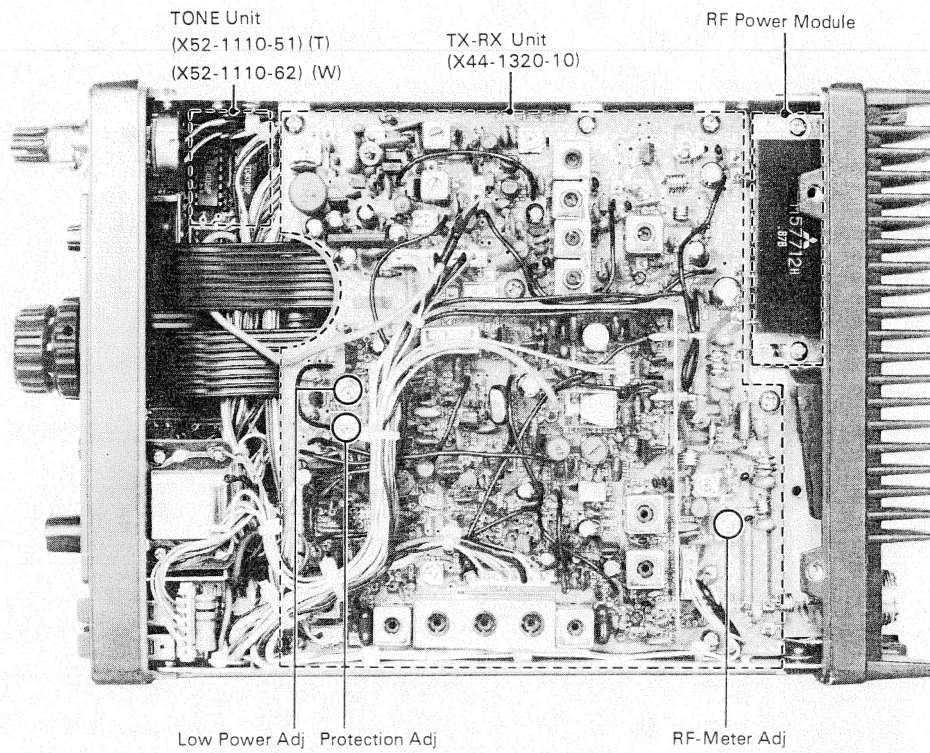 TONE Unit
(X52-1110-51) (T)
(X52-1110-62) (W)
TX-RX Unit
(X44-1320-10)
RF Power Module
57712
Low Power Adj
Protection Adj
RF-Meter Adj